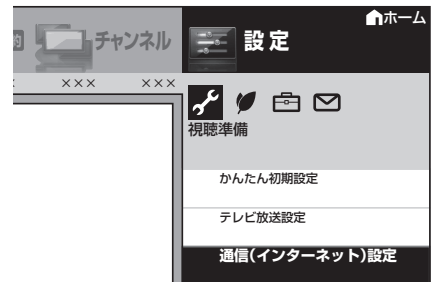 ホーム
約
チャンネル
設定
××× ×××
視聴準備
かんたん初期設定
テレビ放送設定
通信(インターネット)設定